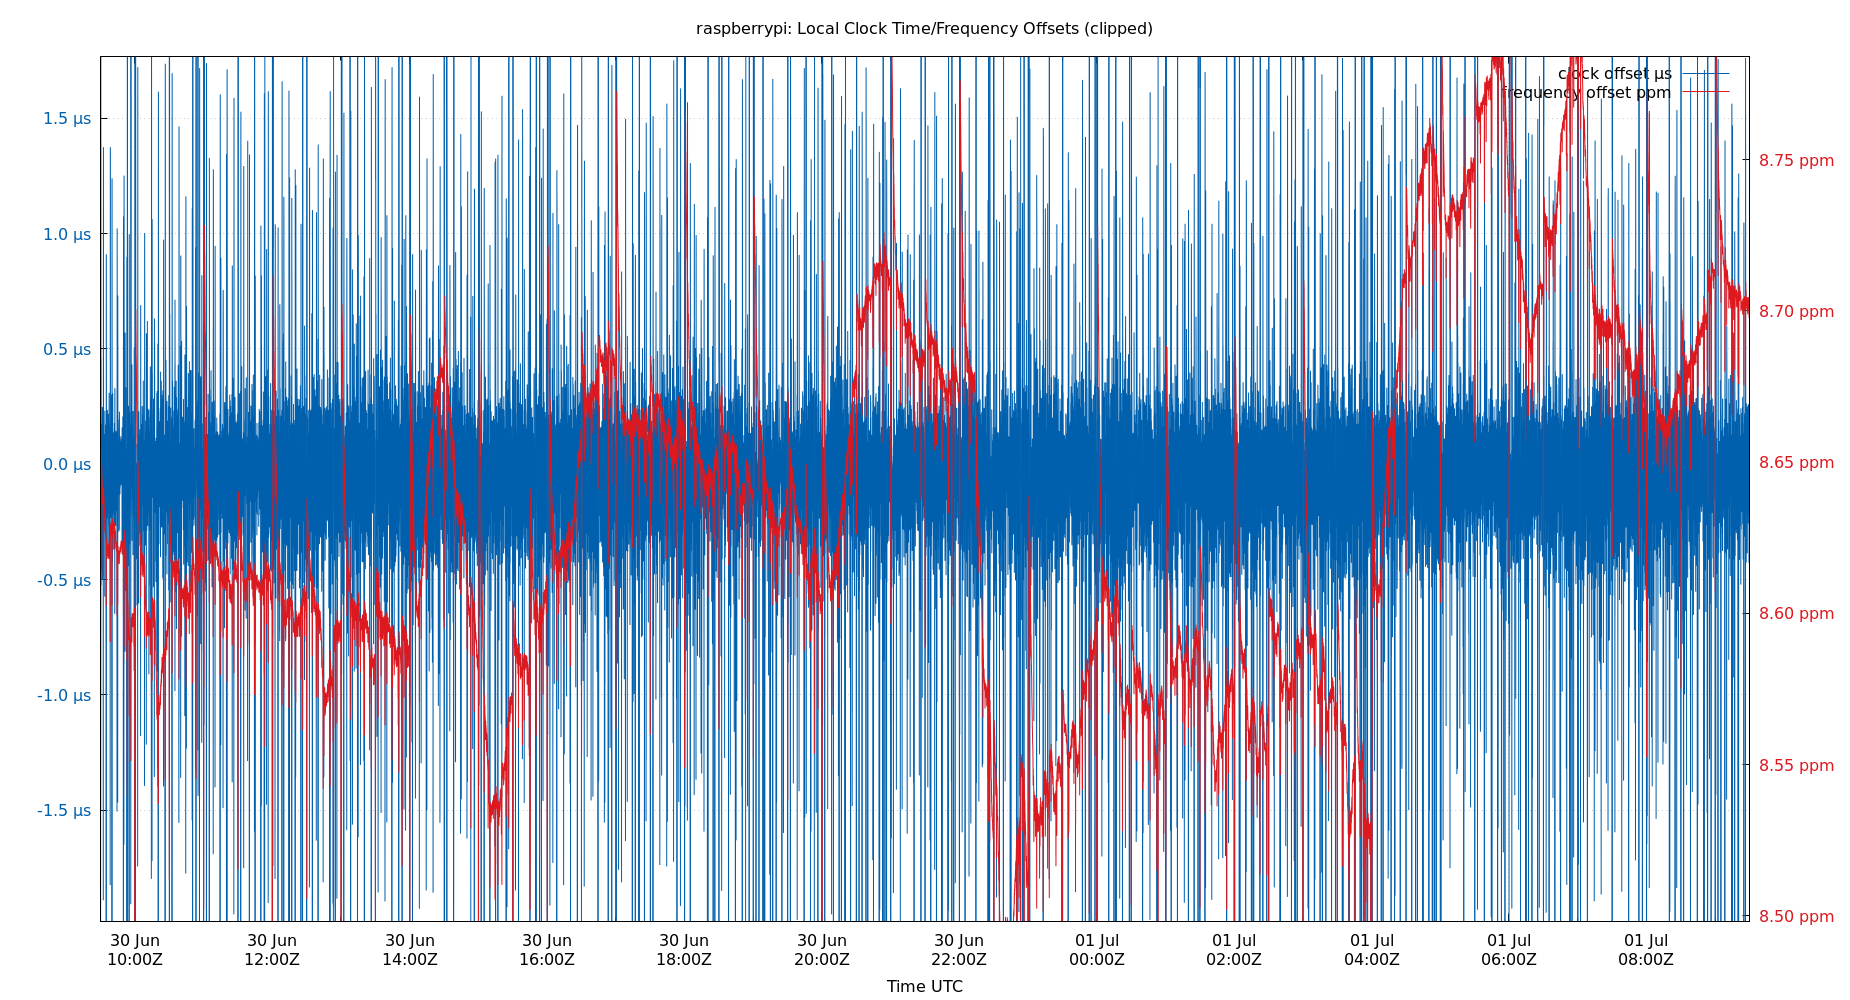 raspberrypi: Local Clock Time/Frequency Offsets (clipped)
clock offset µs
frequency offset ppm
1.5 µs
1.0 µs
0.5 µs
0.0 µs
-0.5 µs
-1.0 µs
-1.5 µs
8.75 ppm
8.70 ppm
8.65 ppm
8.60 ppm
8.55 ppm
8.50 ppm
30 Jun 30 Jun 30 Jun 30 Jun 30 Jun 30 Jun 30 Jun 01 Jul 01 Jul 01 Jul 01 Jul 01 Jul
10:00Z 12:00Z 14:00Z 16:00Z 18:00Z 20:00Z 22:00Z 00:00Z 02:00Z 04:00Z 06:00Z 08:00Z
Time UTC